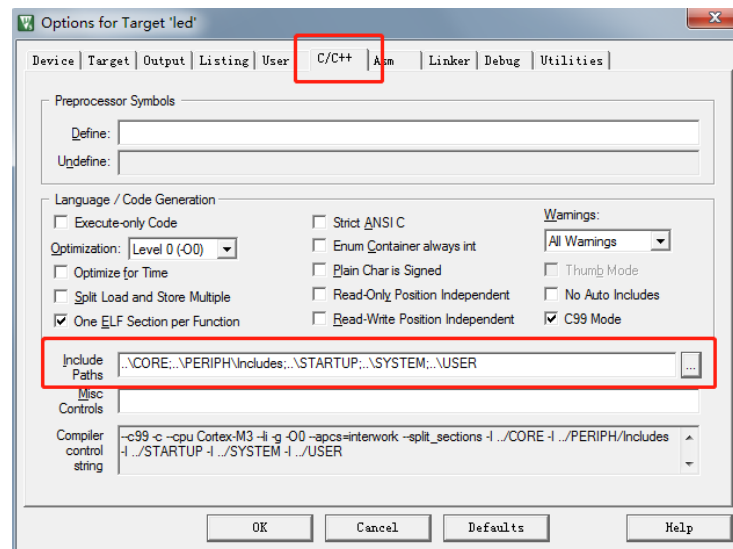 Options for Target 'led'
Device Target Output Listing User C/C++ Asm Linker Debug Utilities
Preprocessor Symbols
Define:
Undefine:
Language / Code Generation
Execute-only Code
Strict ANSI C
Warnings:
Optimization: Level 0 (-O0)
Enum Container always int
All Warnings
Optimize for Time
Plain Char is Signed
Thumb Mode
Split Load and Store Multiple
Read-Only Position Independent
No Auto Includes
One ELF Section per Function
Read-Write Position Independent
C99 Mode
Include
Paths
..\CORE;..\PERIPH\Includes;..\STARTUP;..\SYSTEM;..\USER
...
Misc
Controls
Compiler
control
string
--c99 -c --cpu Cortex-M3 --li -g -O0 --apcs=interwork --split_sections -I ../CORE -I ../PERIPH/Includes
-I ../STARTUP -I ../SYSTEM -I ../USER
OK Cancel Defaults Help